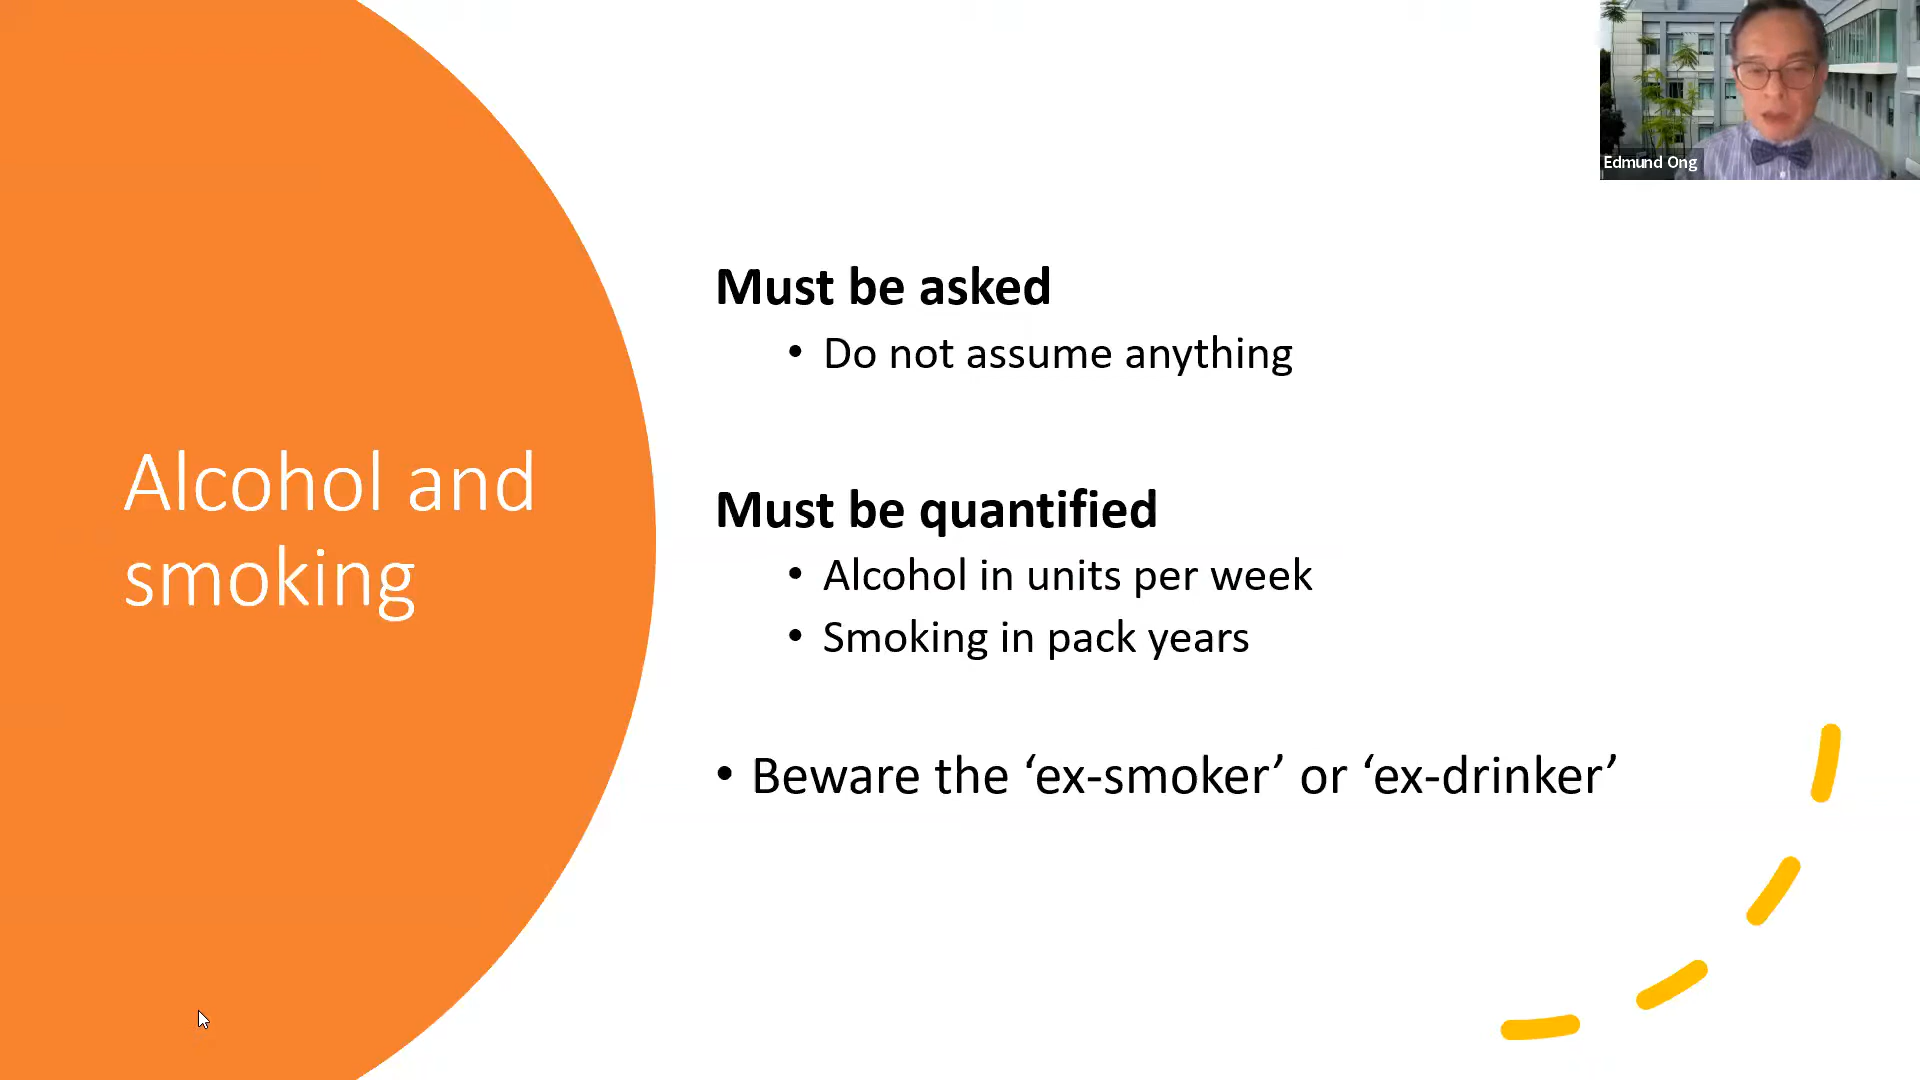 Edmund Ong
Alcohol and
smoking
Must be asked
• Do not assume anything
Must be quantified
• Alcohol in units per week
• Smoking in pack years
• Beware the ‘ex-smoker’ or ‘ex-drinker’